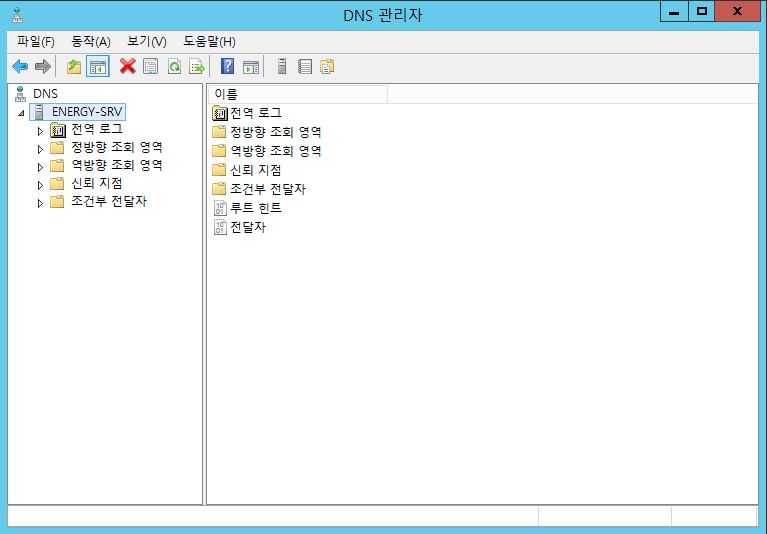 DNS 관리자
파일(F) 동작(A) 보기(V) 도움말(H)
DNS
ENERGY-SRV
전역 로그
정방향 조회 영역
역방향 조회 영역
신뢰 지점
조건부 전달자
이름
전역 로그
정방향 조회 영역
역방향 조회 영역
신뢰 지점
조건부 전달자
루트 힌트
전달자